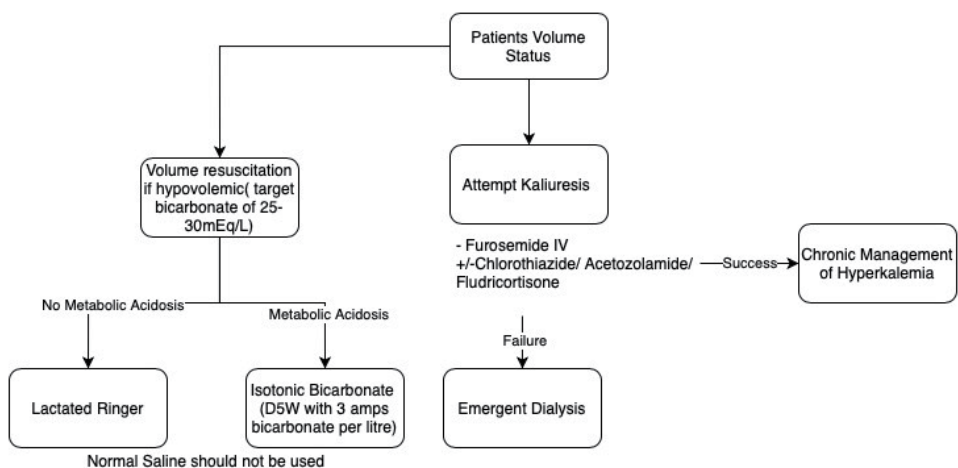 Patients Volume
Status
Volume resuscitation
if hypovolemic( target
bicarbonate of 25-
30mEq/L)
Attempt Kaliuresis
- Furosemide IV
+/-Chlorothiazide/ Acetozolamide/
Fludricortisone
Success
Chronic Management
of Hyperkalemia
No Metabolic Acidosis
Metabolic Acidosis
Failure
Lactated Ringer
Isotonic Bicarbonate
(D5W with 3 amps
bicarbonate per litre)
Emergent Dialysis
Normal Saline should not be used